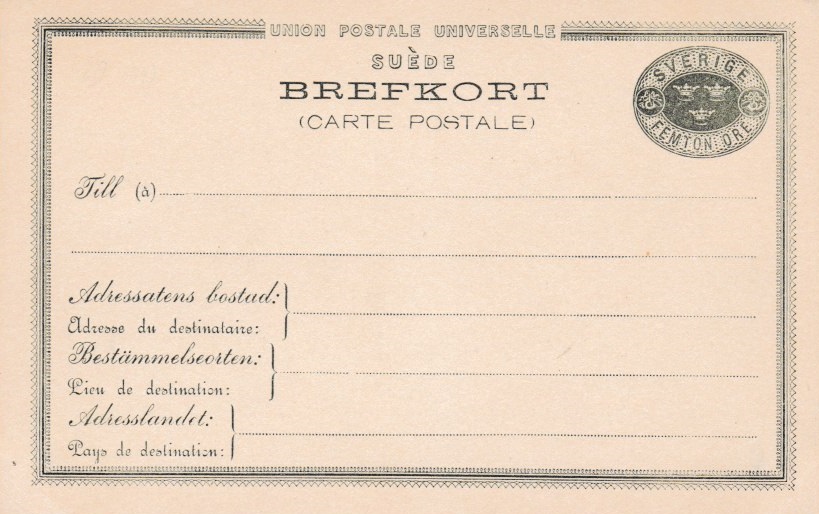 UNION POSTALE UNIVERSELLE
SUÈDE
BREFKORT
(CARTE POSTALE)
SVERIGE
FEMTON ÖRE
Till (à)
Adressatens bostad:
Adresse du destinataire:
Bestämmelseorten:
Lieu de destination:
Adresslandet:
Pays de destination: